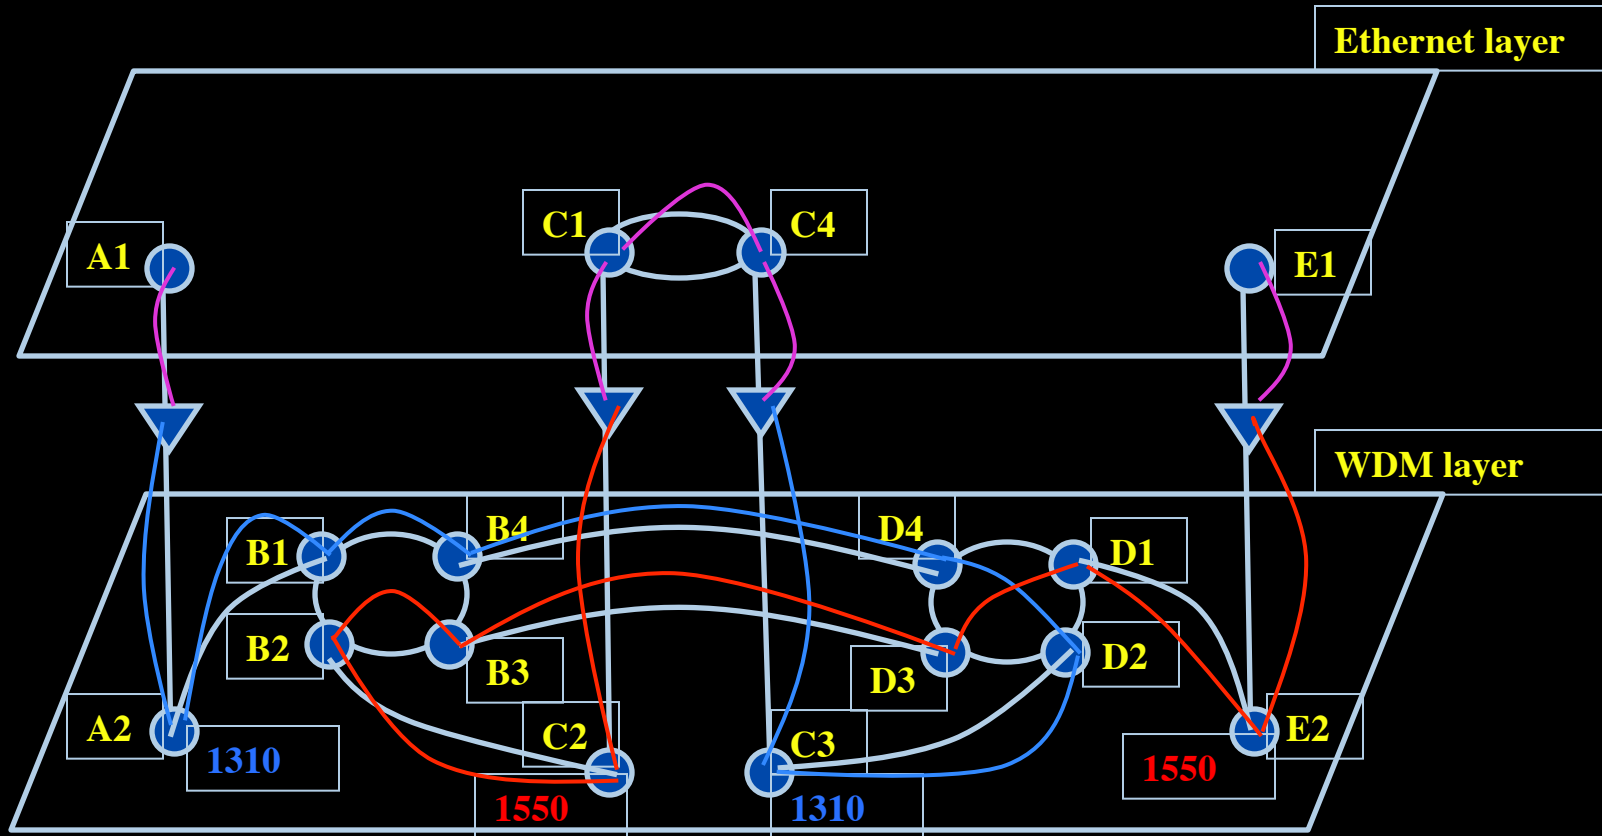 Ethernet layer
C1
C4
A1
E1
WDM layer
B4
D4
B1
D1
B2
B3
D2
D3
A2
C2
C3
E2
1310
1550
1550
1310